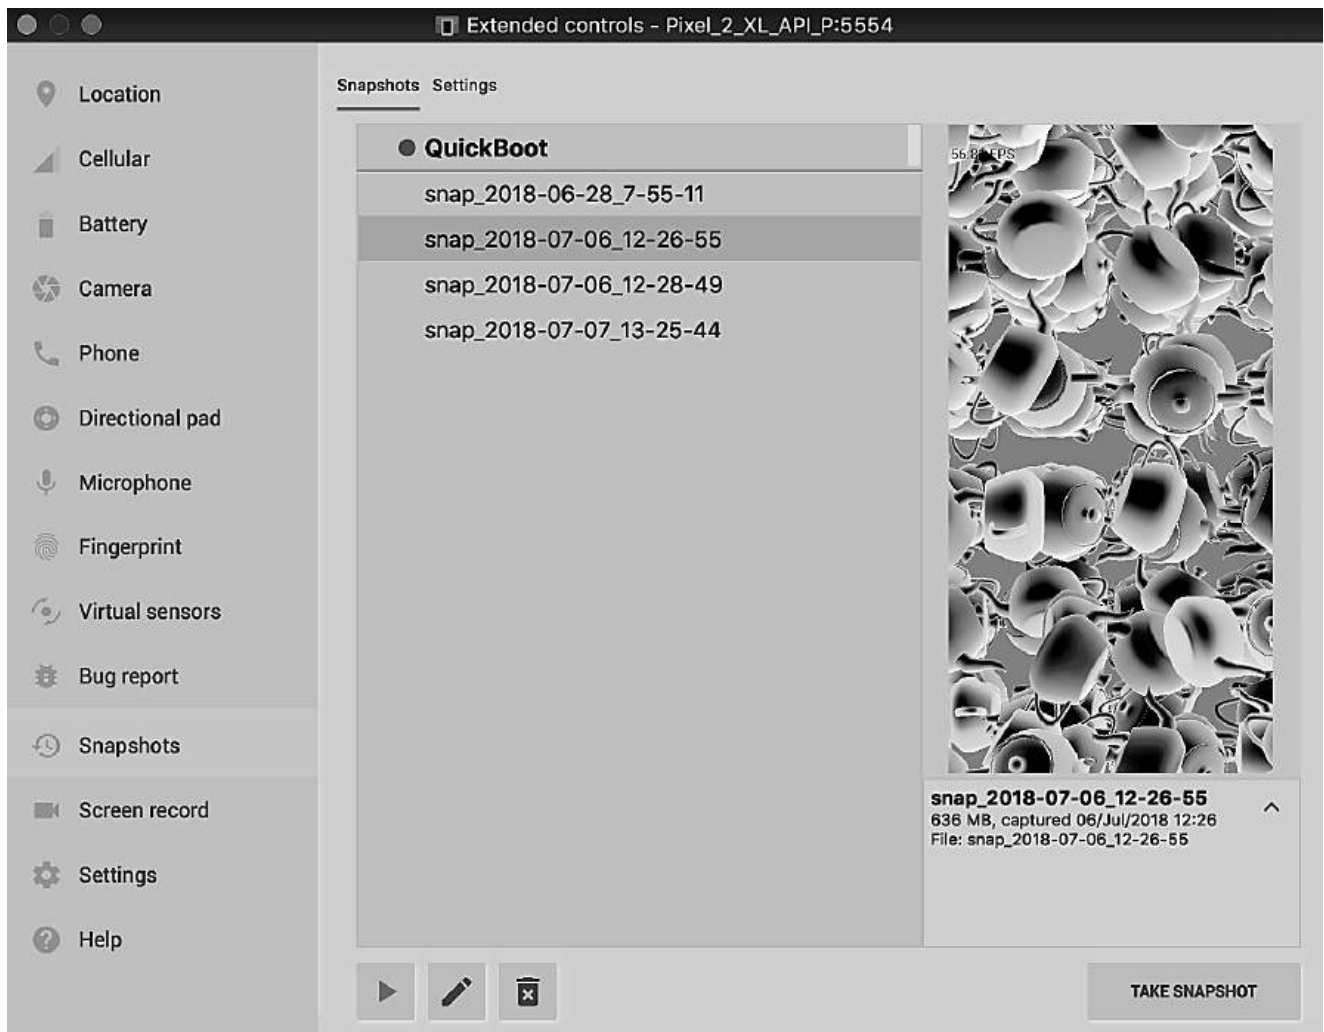 Extended controls - Pixel_2_XL_API_P:5554
Location
Cellular
Battery
Camera
Phone
Directional pad
Microphone
Fingerprint
Virtual sensors
Bug report
Snapshots
Screen record
Settings
Help
Snapshots Settings
QuickBoot
snap_2018-06-28_7-55-11
snap_2018-07-06_12-26-55
snap_2018-07-06_12-28-49
snap_2018-07-07_13-25-44
FPS
snap_2018-07-06_12-26-55
636 MB, captured 06/Jul/2018 12:26
File: snap_2018-07-06_12-26-55
TAKE SNAPSHOT